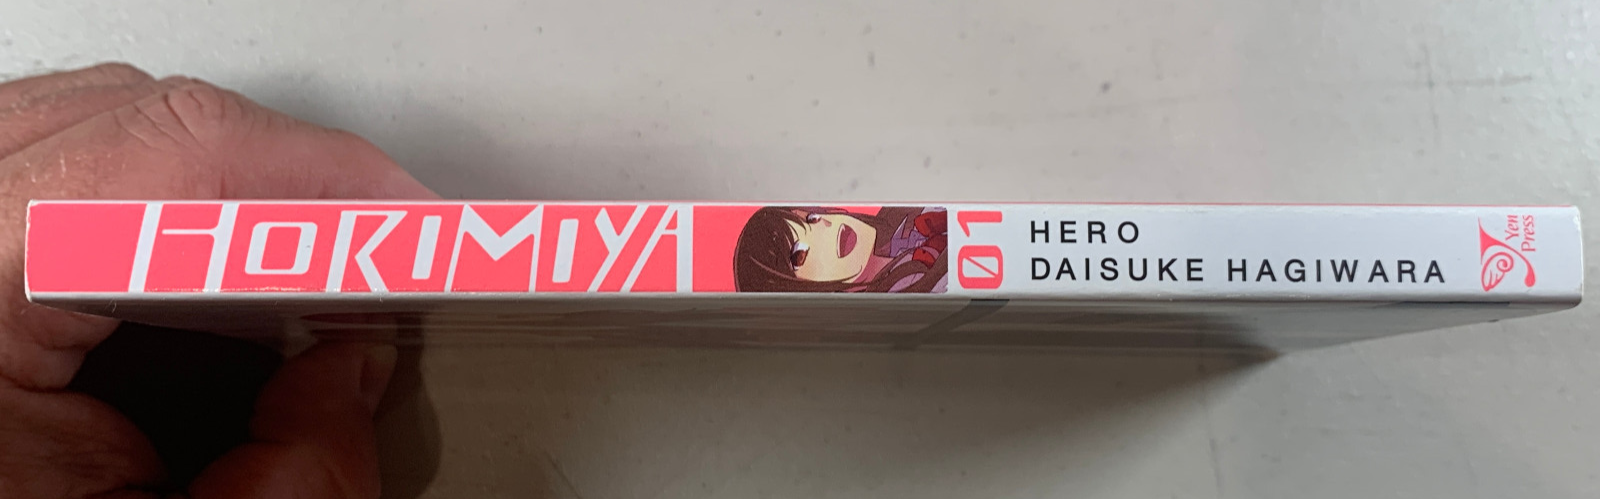 HORIMIYA
01
HERO
DAISUKE HAGIWARA
Yen
Press